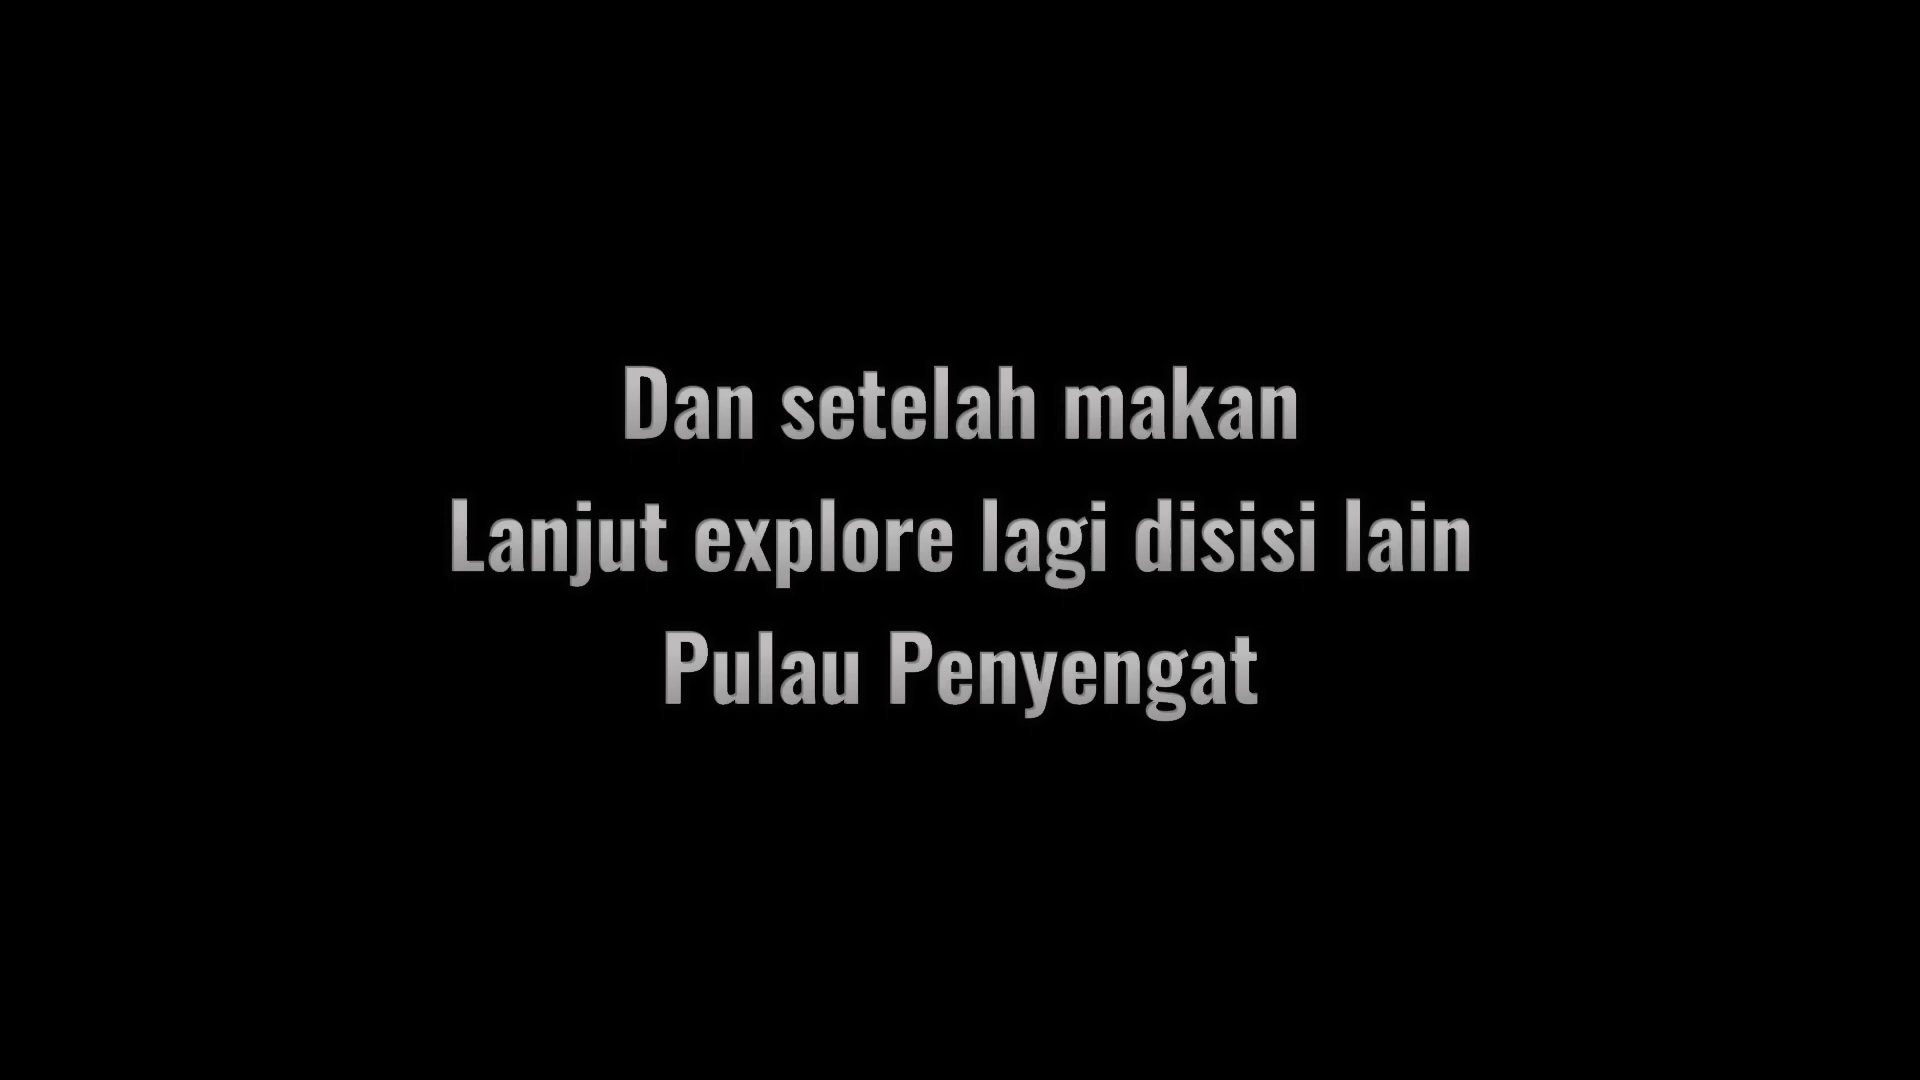 Dan setelah makan
Lanjut explore lagi disisi lain
Pulau Penyengat